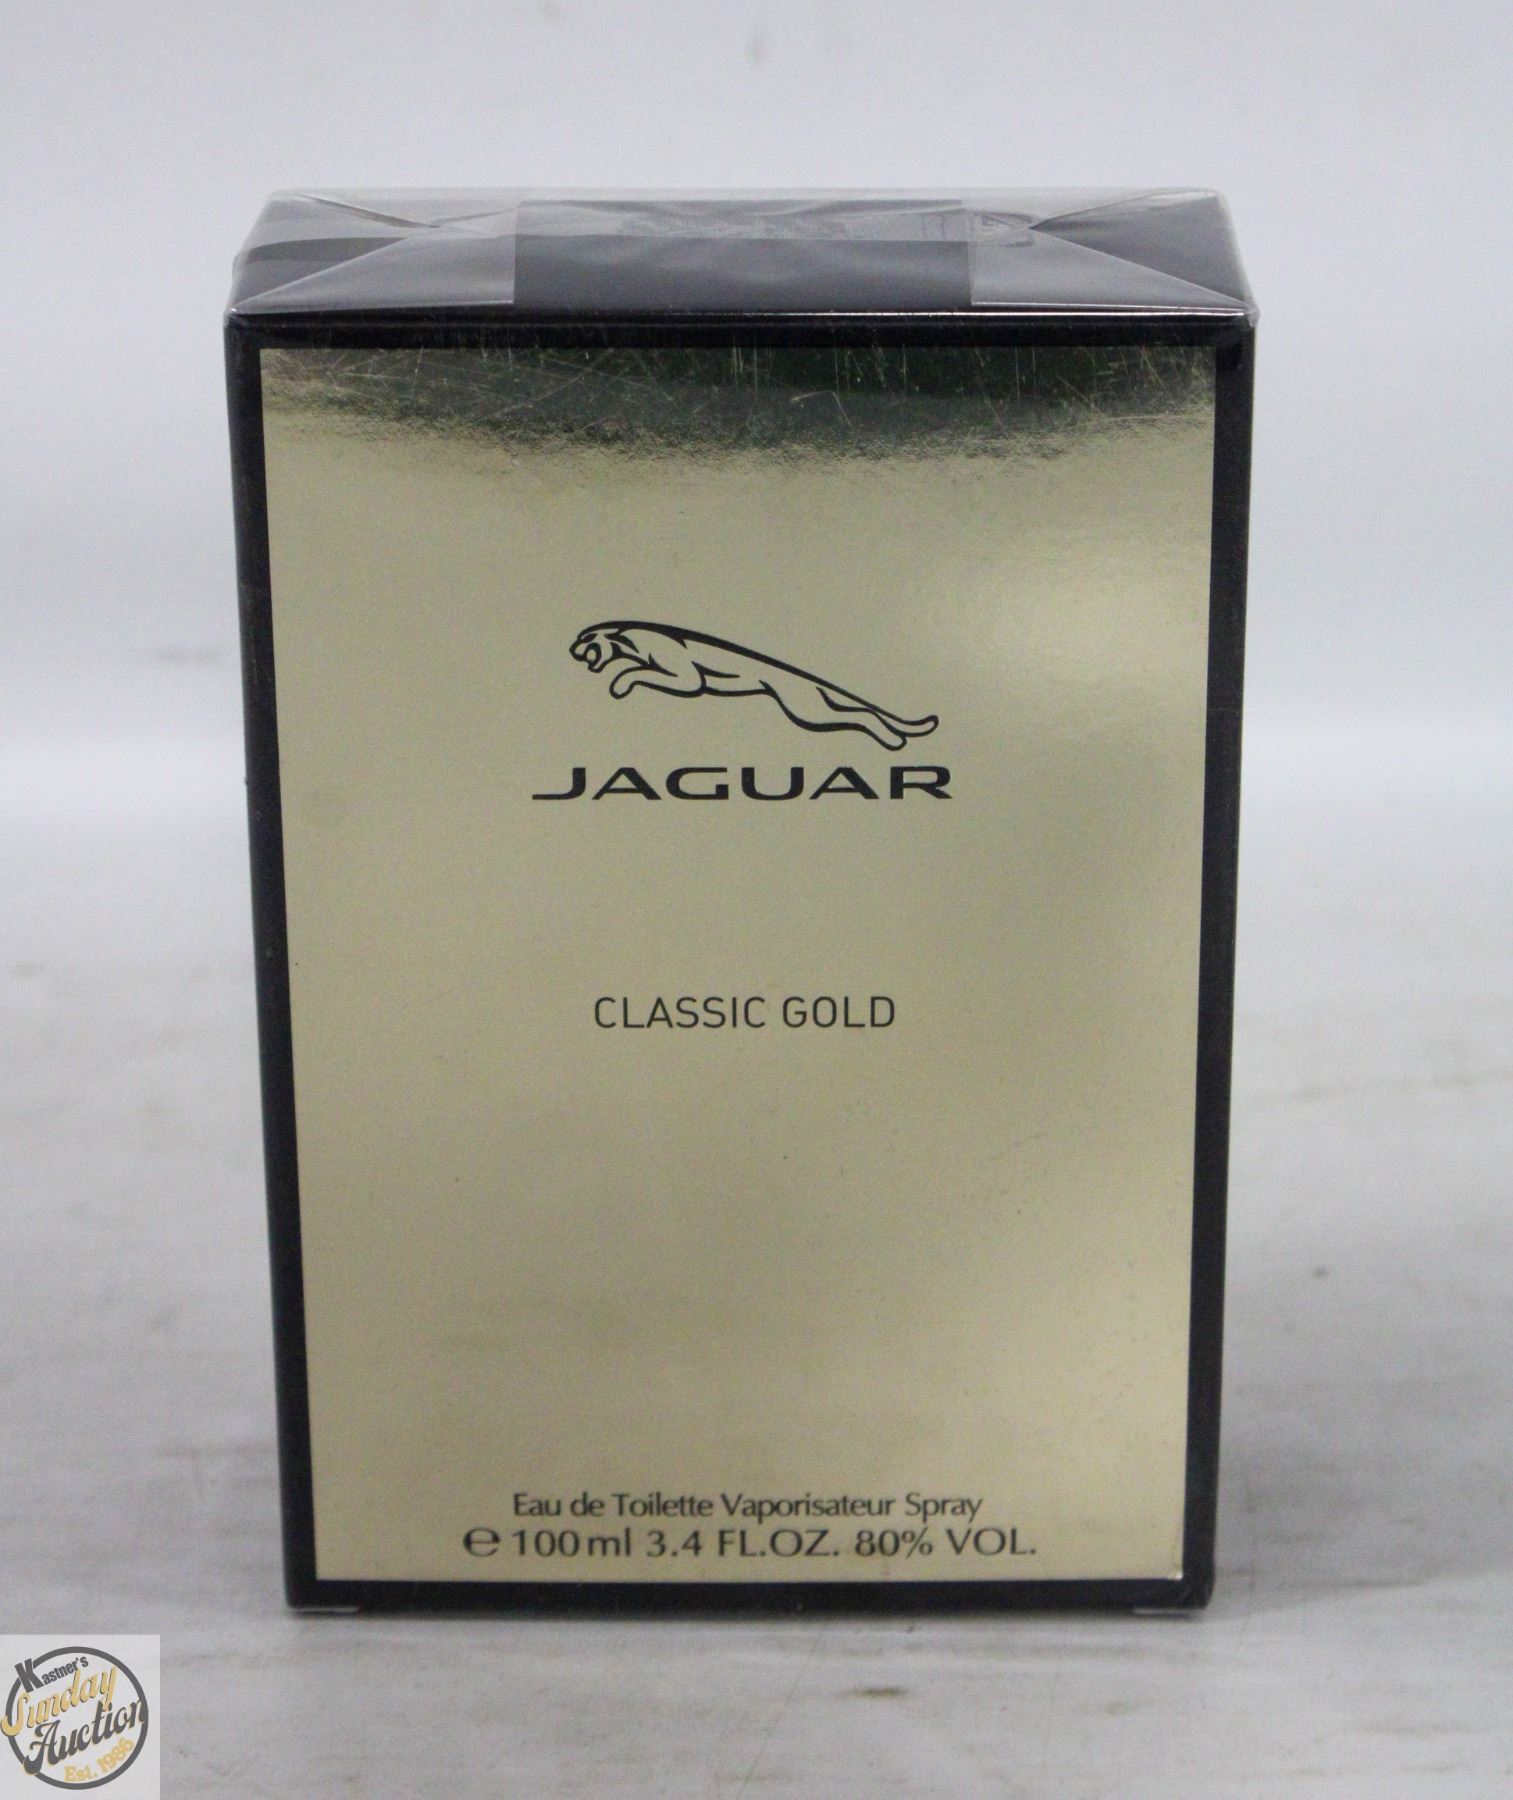 JAGUAR
CLASSIC GOLD
Eau de Toilette Vaporisateur Spray
℮ 100 ml 3.4 FL.OZ. 80% VOL.
Kastner's
Sunday
Auction
Est. 1986